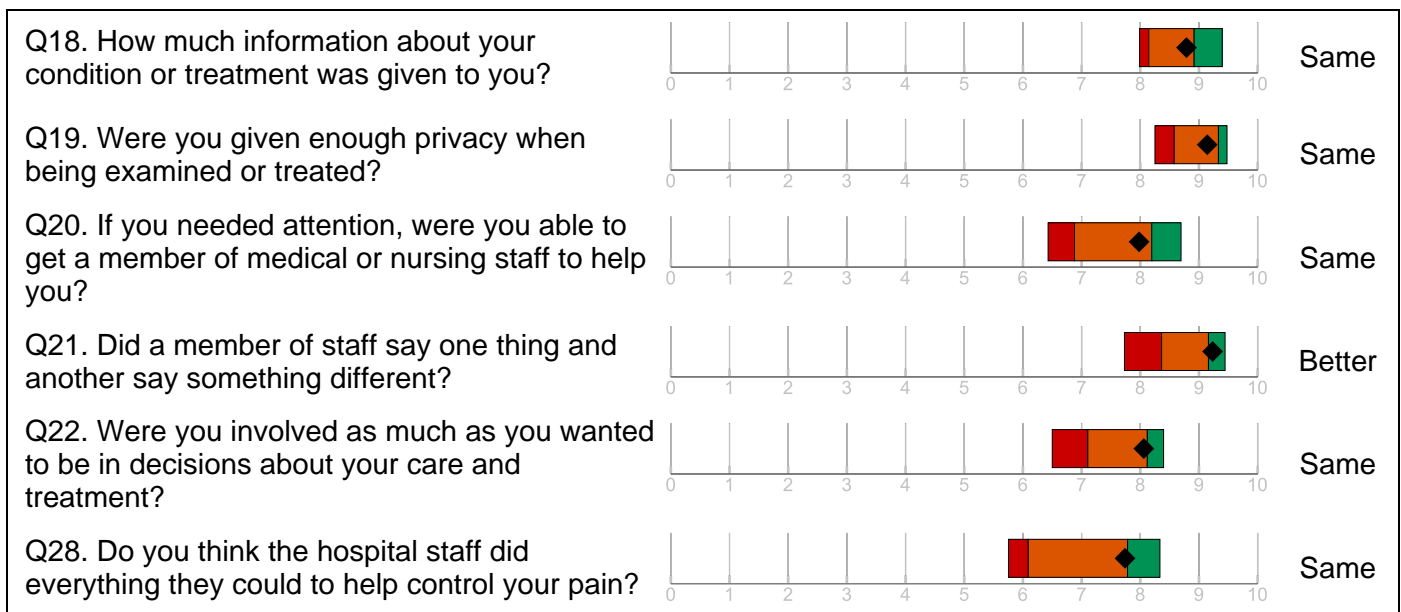 Q18. How much information about your
condition or treatment was given to you?
Same
0 1 2 3 4 5 6 7 8 9 10
Q19. Were you given enough privacy when
being examined or treated?
Same
0 1 2 3 4 5 6 7 8 9 10
Q20. If you needed attention, were you able to
get a member of medical or nursing staff to help
you?
Same
0 1 2 3 4 5 6 7 8 9 10
Q21. Did a member of staff say one thing and
another say something different?
Better
0 1 2 3 4 5 6 7 8 9 10
Q22. Were you involved as much as you wanted
to be in decisions about your care and
treatment?
Same
0 1 2 3 4 5 6 7 8 9 10
Q28. Do you think the hospital staff did
everything they could to help control your pain?
Same
0 1 2 3 4 5 6 7 8 9 10